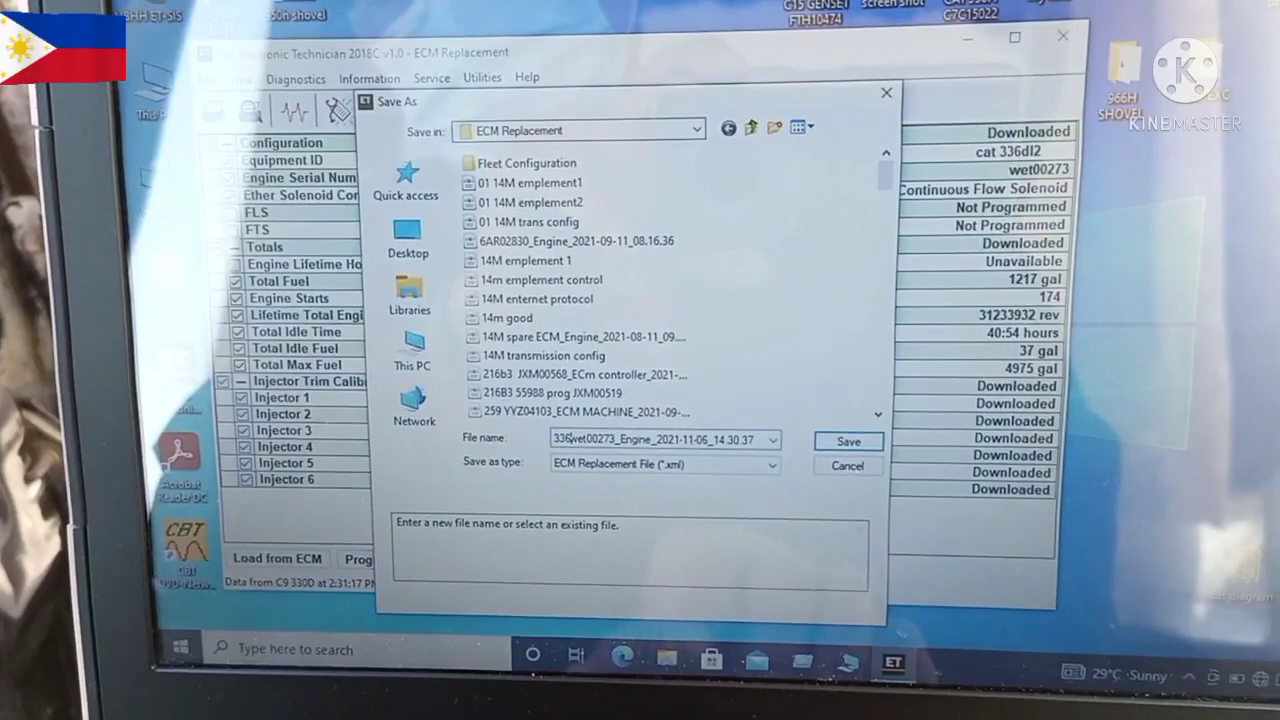 G15 GENSET
FTH10474
screen shot
G7C15022
50h shovel
ronic Technician 2018C v1.0 - ECM Replacement
Diagnostics Information Service Utilities Help
966H
SHOVEL
K
KINEMASTER
ET Save As
Save in: ECM Replacement
Quick access
Desktop
Libraries
This PC
Network
Fleet Configuration
01 14M emplement1
01 14M emplement2
01 14M trans config
6AR02830_Engine_2021-09-11_08.16.36
14M emplement 1
14m emplement control
14M enternet protocol
14m good
14M spare ECM_Engine_2021-08-11_09....
14M transmission config
216b3 JXM00568_ECm controller_2021-...
216B3 55988 prog JXM00519
259 YYZ04103_ECM MACHINE_2021-09-...
File name: 336wet00273_Engine_2021-11-06_14.30.37
Save as type: ECM Replacement File (*.xml)
Save
Cancel
Enter a new file name or select an existing file.
Configuration Downloaded
Equipment ID cat 336dl2
Engine Serial Num wet00273
Ether Solenoid Con Continuous Flow Solenoid
FLS Not Programmed
FTS Not Programmed
Totals Downloaded
Engine Lifetime Ho Unavailable
Total Fuel 1217 gal
Engine Starts 174
Lifetime Total Engi 31233932 rev
Total Idle Time 40:54 hours
Total Idle Fuel 37 gal
Total Max Fuel 4975 gal
Injector Trim Calib Downloaded
Injector 1 Downloaded
Injector 2 Downloaded
Injector 3 Downloaded
Injector 4 Downloaded
Injector 5 Downloaded
Injector 6 Downloaded
Load from ECM Prog
Data from C9 330D at 2:31:17 PM
Acrobat
Reader DC
CBT
Type here to search
ET
29°C Sunny